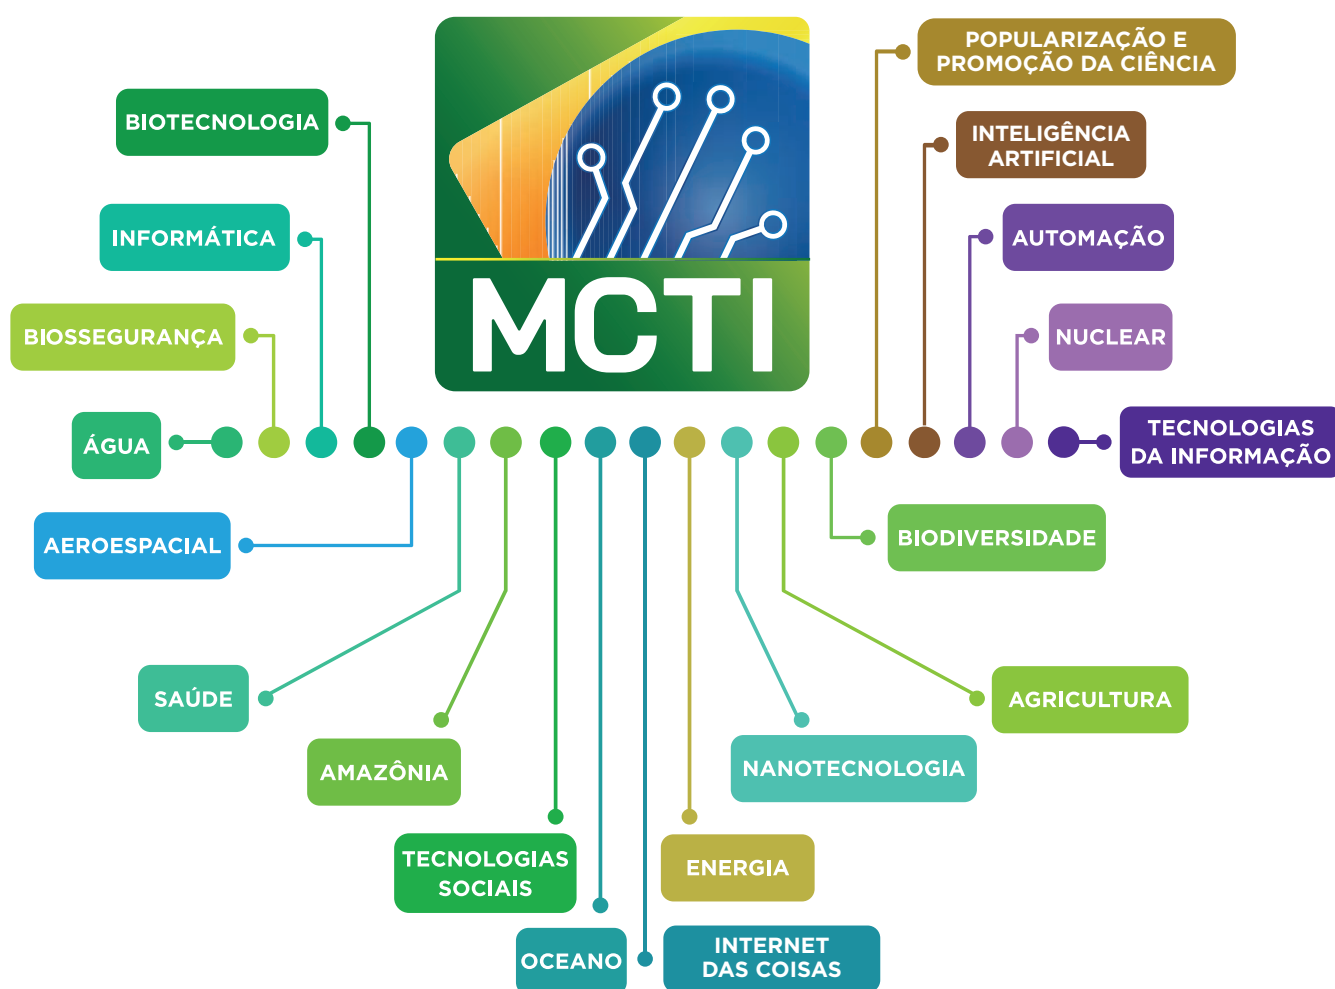 POPULARIZAÇÃO E
PROMOÇÃO DA CIÊNCIA
BIOTECNOLOGIA
INTELIGÊNCIA
ARTIFICIAL
INFORMÁTICA
AUTOMAÇÃO
MCTI
BIOSSEGURANÇA
NUCLEAR
ÁGUA
TECNOLOGIAS
DA INFORMAÇÃO
AEROESPACIAL
BIODIVERSIDADE
SAÚDE
AGRICULTURA
AMAZÔNIA
NANOTECNOLOGIA
TECNOLOGIAS
SOCIAIS
ENERGIA
OCEANO
INTERNET
DAS COISAS